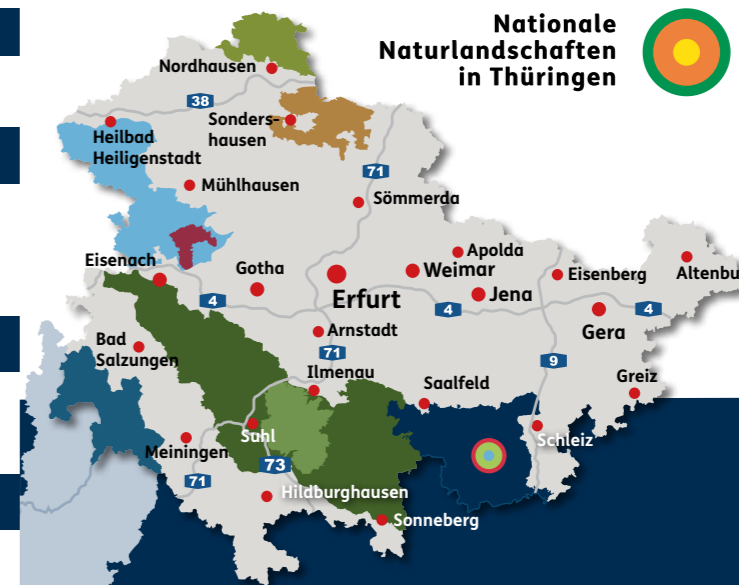 Nationale
Naturlandschaften
in Thüringen
Nordhausen
38
Sonders-
hausen
Heilbad
Heiligenstadt
71
Mühlhausen
Sömmerda
Apolda
Eisenach
Gotha
Weimar
Eisenberg
Altenbu
Erfurt
Jena
4
4
4
Gera
Arnstadt
Bad
Salzungen
71
9
Ilmenau
Saalfeld
Greiz
Suhl
Schleiz
Meiningen
73
71
Hildburghausen
Sonneberg